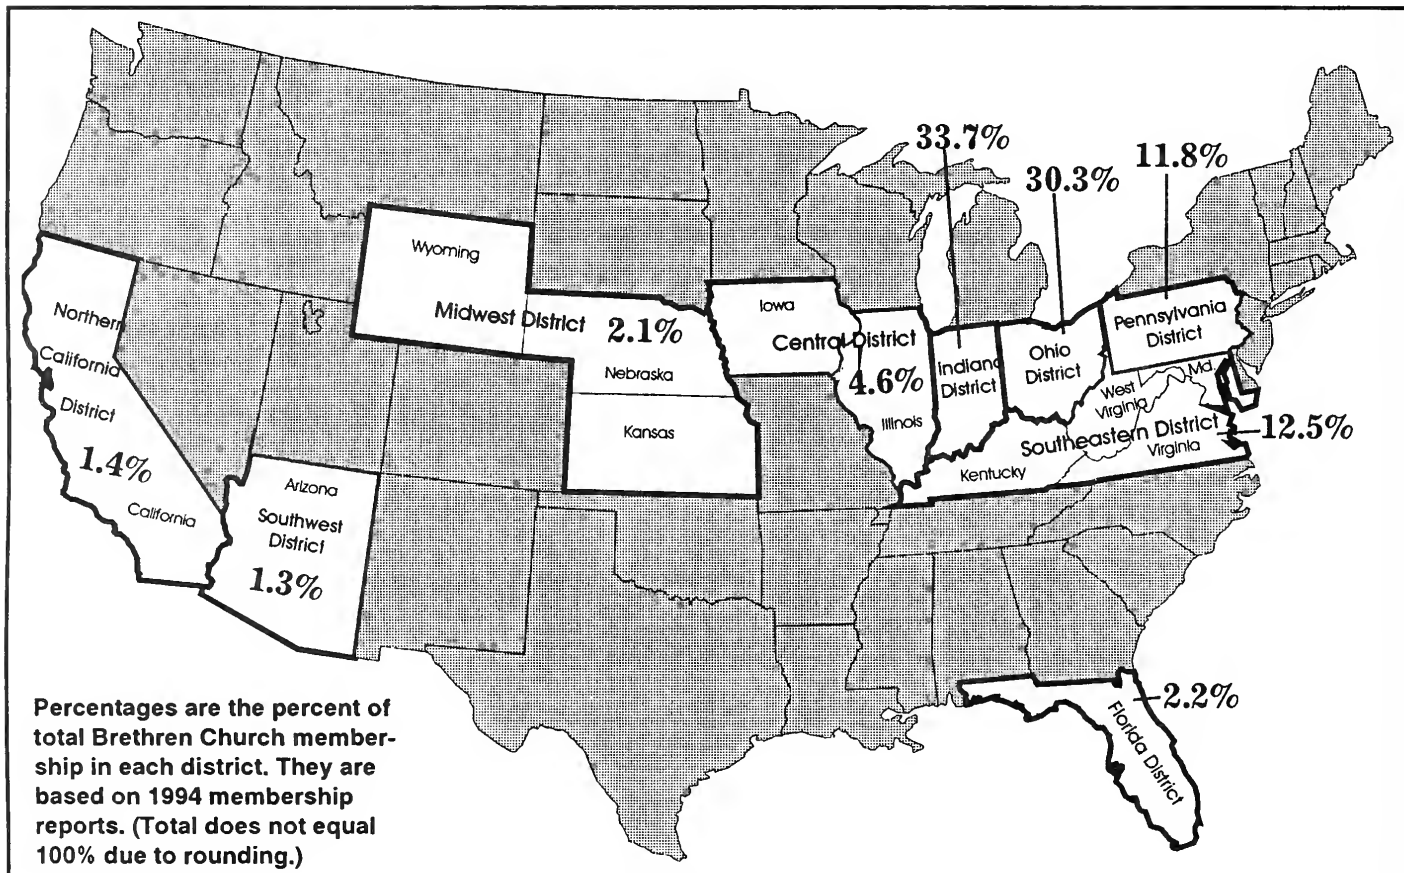 33.7%
11.8%
30.3%
Wyoming
Midwest District
2.1%
Nebraska
Kansas
Iowa
Central District
4.6%
Illinois
Indiana
District
Ohio
District
Pennsylvania
District
Md.
West
Virginia
Southeastern District
12.5%
Virginia
Kentucky
Northern
California
District
1.4%
California
Arizona
Southwest
District
1.3%
2.2%
Florida District
Percentages are the percent of
total Brethren Church member-
ship in each district. They are
based on 1994 membership
reports. (Total does not equal
100% due to rounding.)